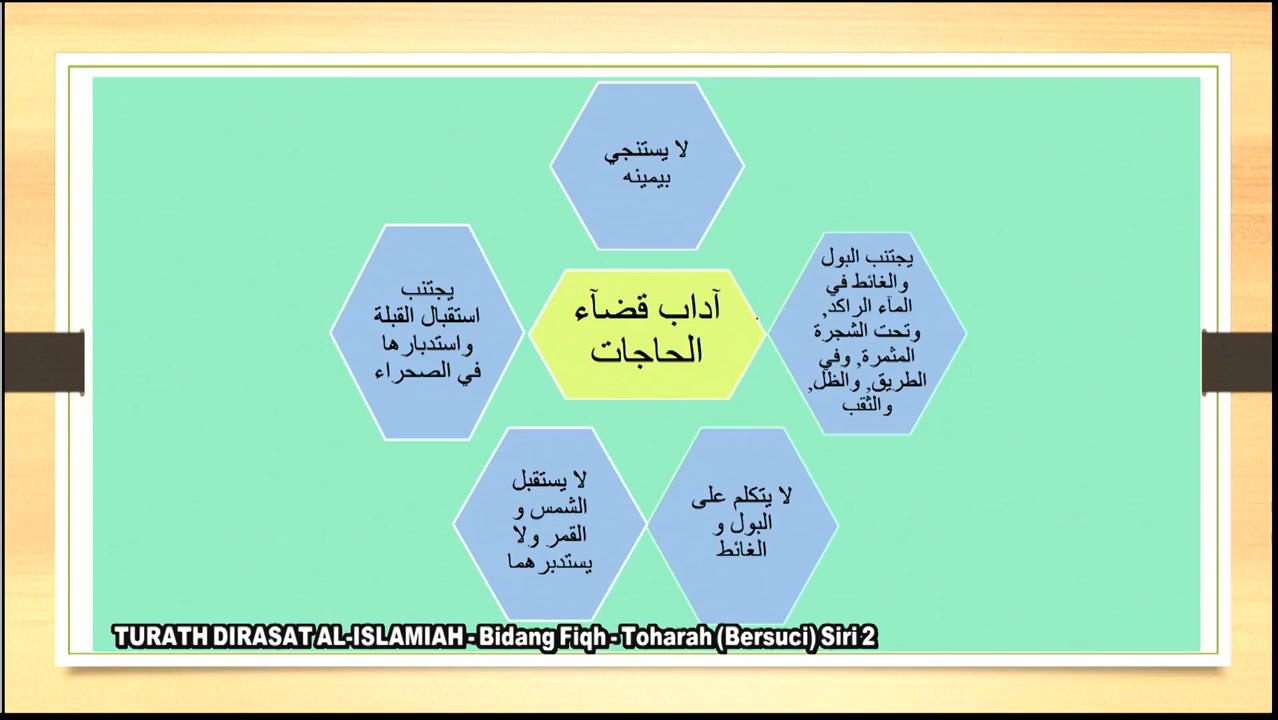 لا يستنجي
بيمينه
آداب قضآء
الحاجات
يجتنب البول
والغائط في
المآء الراكد,
وتحت الشجرة
المثمرة, وفي
الطريق, والظل,
والثقب
لا يتكلم على
البول و
الغائط
لا يستقبل
الشمس و
القمر ولا
يستدبرهما
يجتنب
استقبال القبلة
واستدبارها
في الصحراء
TURATH DIRASAT AL-ISLAMIAH - Bidang Fiqh - Toharah (Bersuci) Siri 2